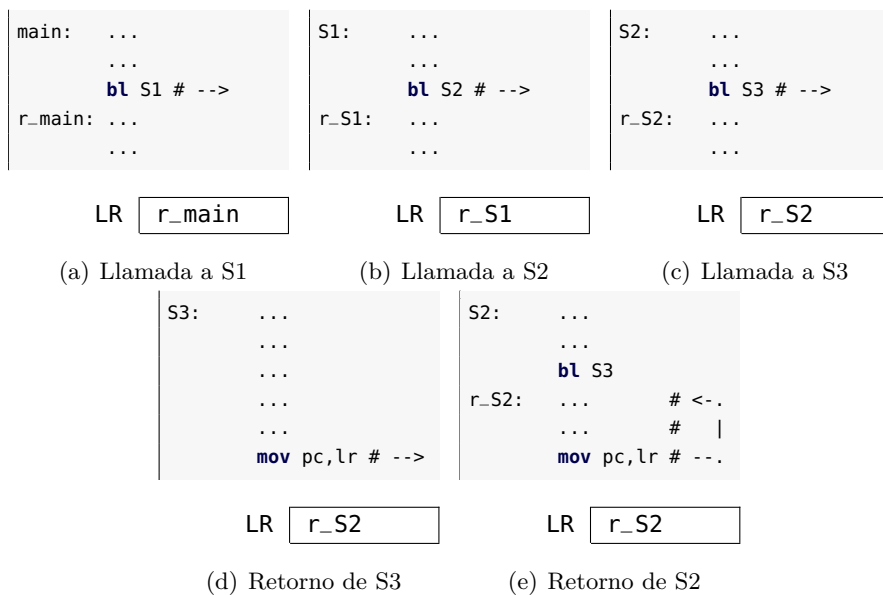 main:   ...
        ...
        bl S1 # -->
r_main: ...
        ...
LR r_main
(a) Llamada a S1
S1:     ...
        ...
        bl S2 # -->
r_S1:   ...
        ...
LR r_S1
(b) Llamada a S2
S2:     ...
        ...
        bl S3 # -->
r_S2:   ...
        ...
LR r_S2
(c) Llamada a S3
S3:     ...
        ...
        ...
        ...
        ...
        mov pc,lr # -->
LR r_S2
(d) Retorno de S3
S2:     ...
        ...
        bl S3
r_S2:   ...       # <-.
        ...       #   |
        mov pc,lr # --.
LR r_S2
(e) Retorno de S2